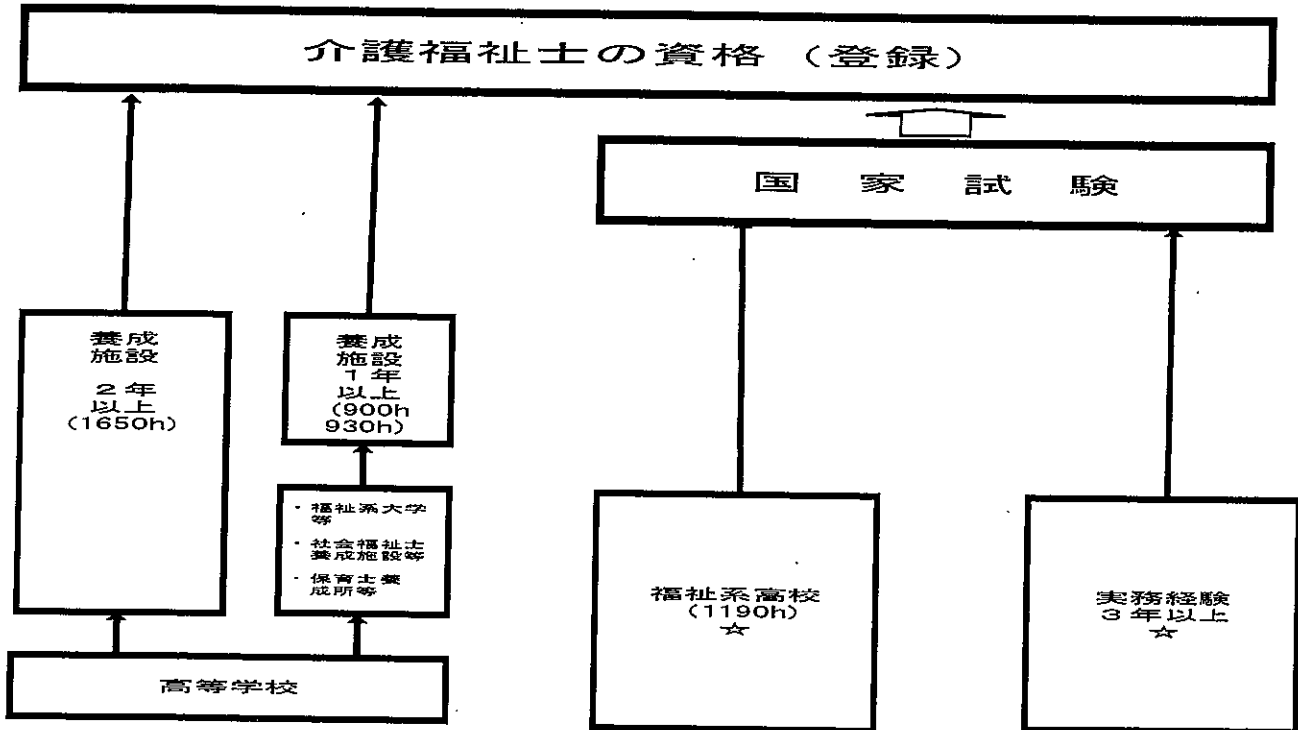 介護福祉士の資格（登録）
国家試験
養成
施設
２年
以上
(1650h)
養成
施設
１年
以上
(900h
930h)
・福祉系大学
等
・社会福祉士
養成施設等
・保育士養
成所等
高等学校
福祉系高校
(1190h)
☆
実務経験
３年以上
☆